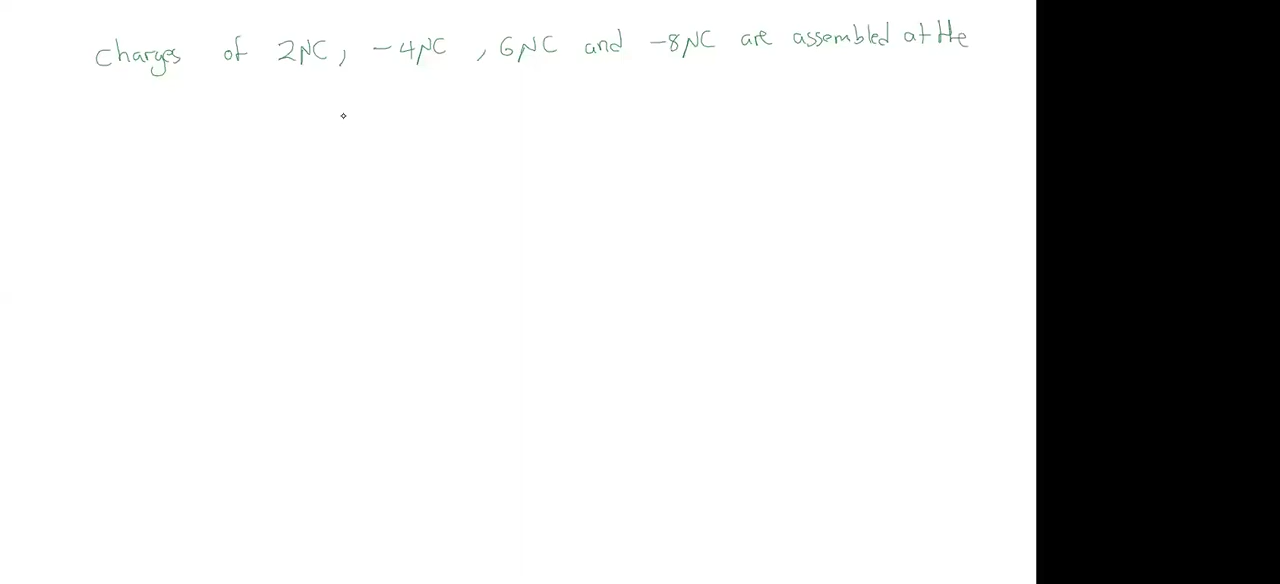 charges of 2µC, -4µC, 6µC and -8µC are assembled at the